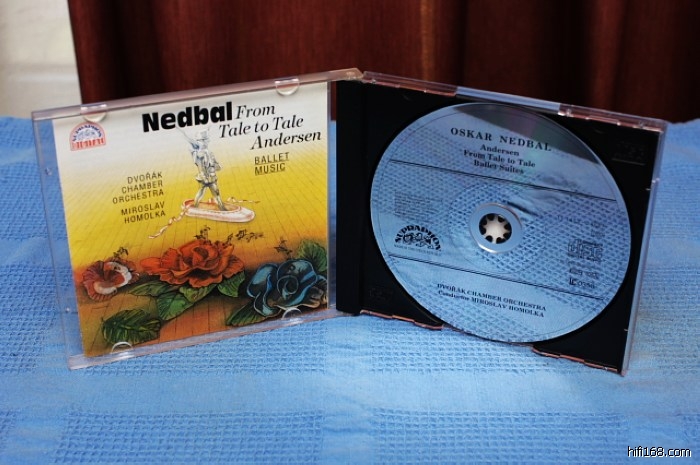 Nedbal From
Tale to Tale
Andersen
BALLET
MUSIC
DVOŘÁK
CHAMBER
ORCHESTRA
MIROSLAV
HOMOLKA
OSKAR NEDBAL
Andersen
From Tale to Tale
Ballet Suites
SUPRAPHON
DVOŘÁK CHAMBER ORCHESTRA
Conductor MIROSLAV HOMOLKA
hifi168.com